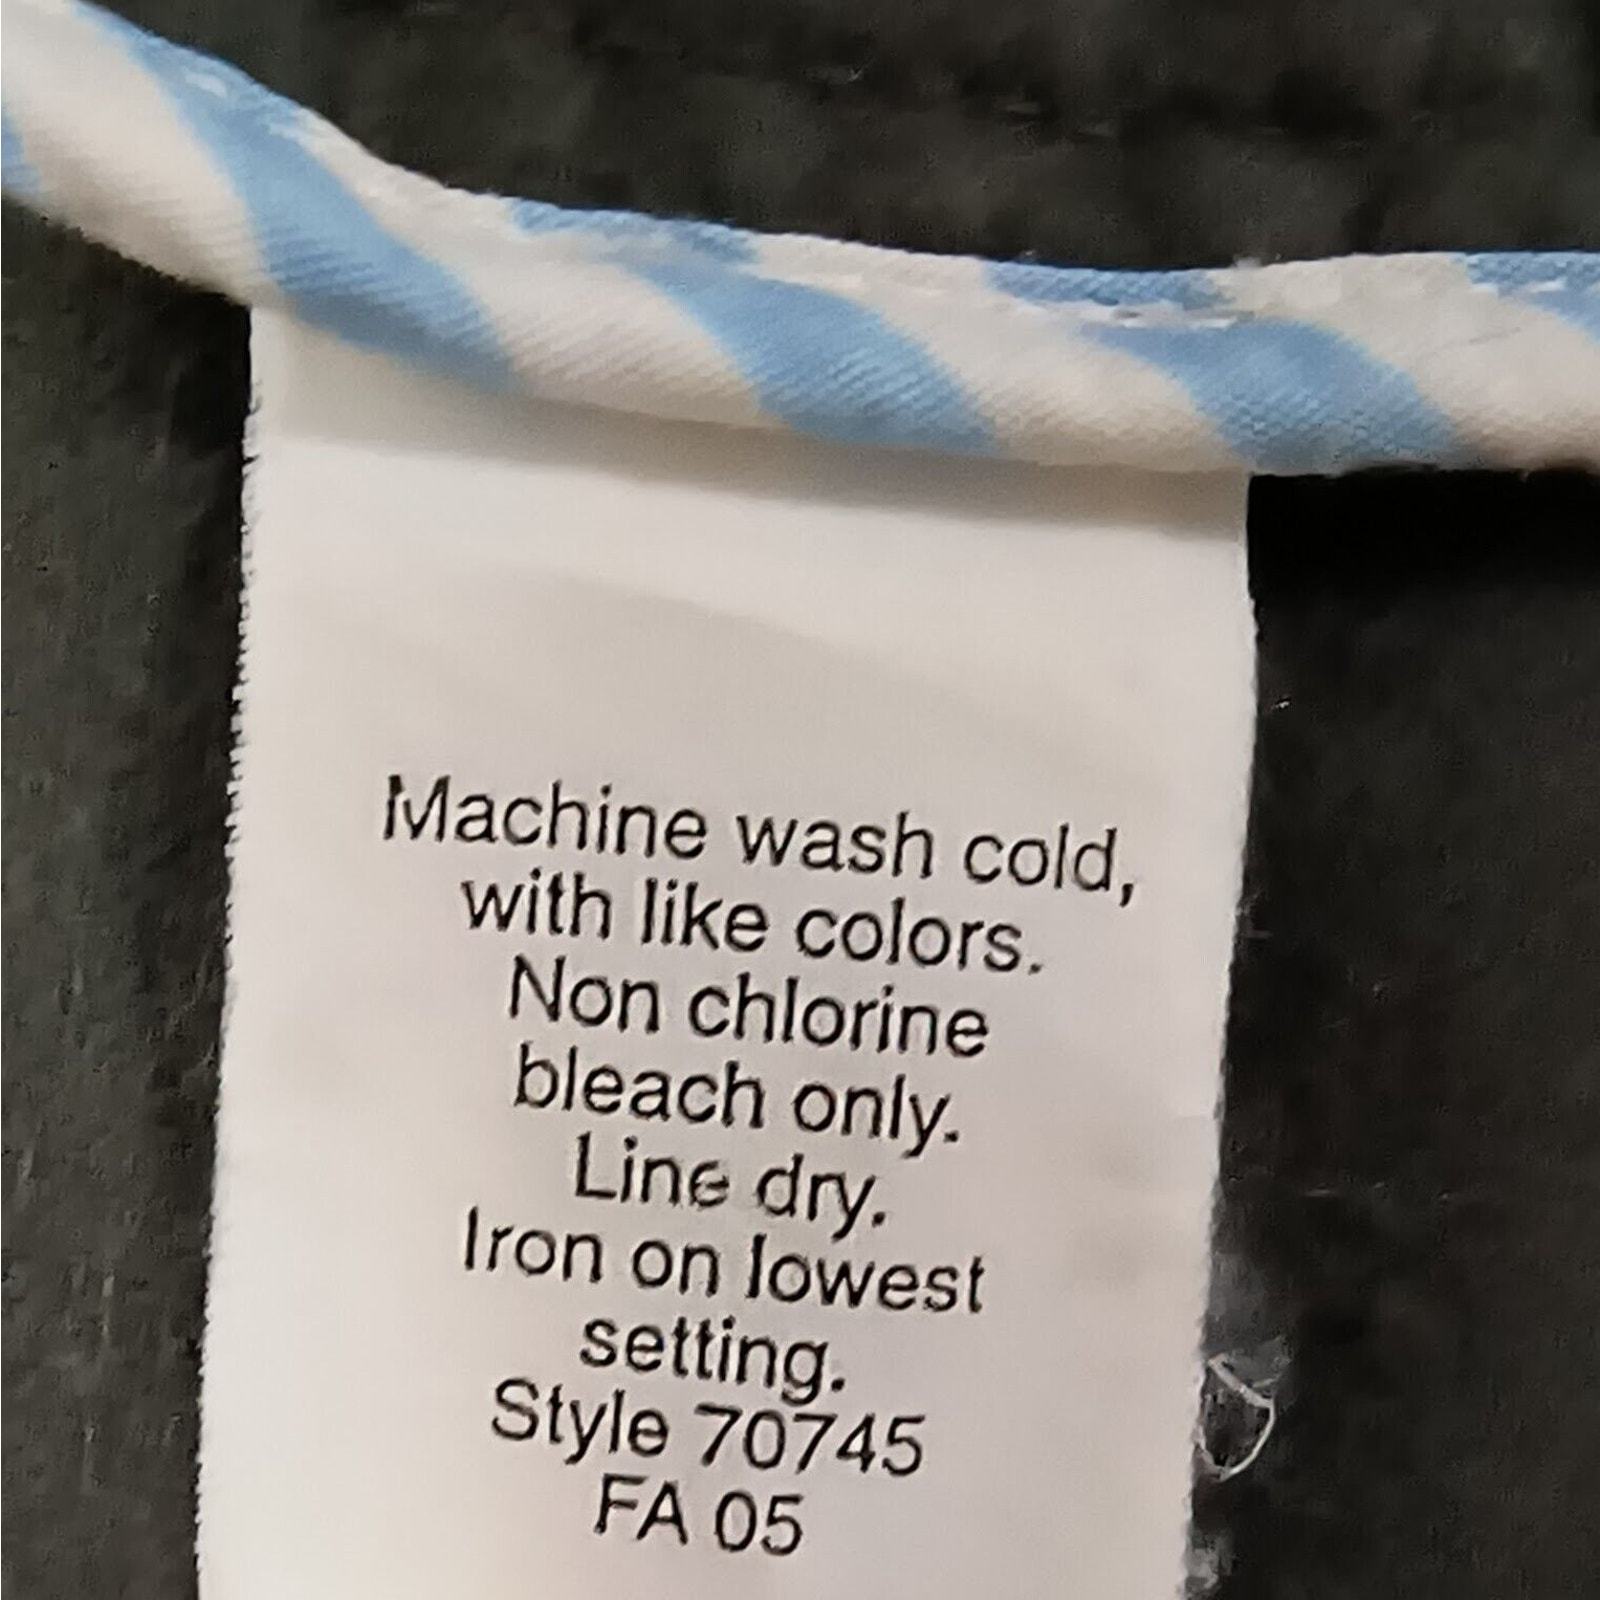 Machine wash cold,
with like colors.
Non chlorine
bleach only.
Line dry.
Iron on lowest
setting.
Style 70745
FA 05